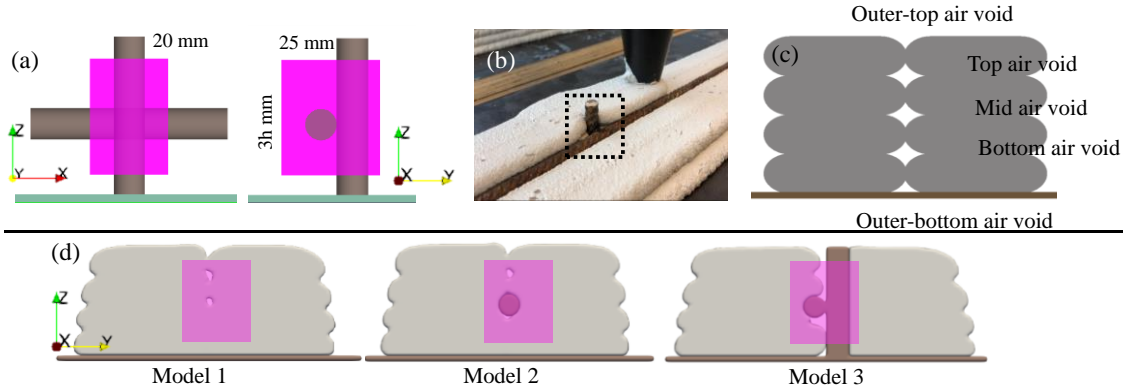 Outer-top air void
(a)
20 mm
25 mm
(b)
(c)
Top air void
3h mm
Mid air void
Bottom air void
Z
Y
X
Z
X
Y
Outer-bottom air void
(d)
Z
X
Y
Model 1
Model 2
Model 3